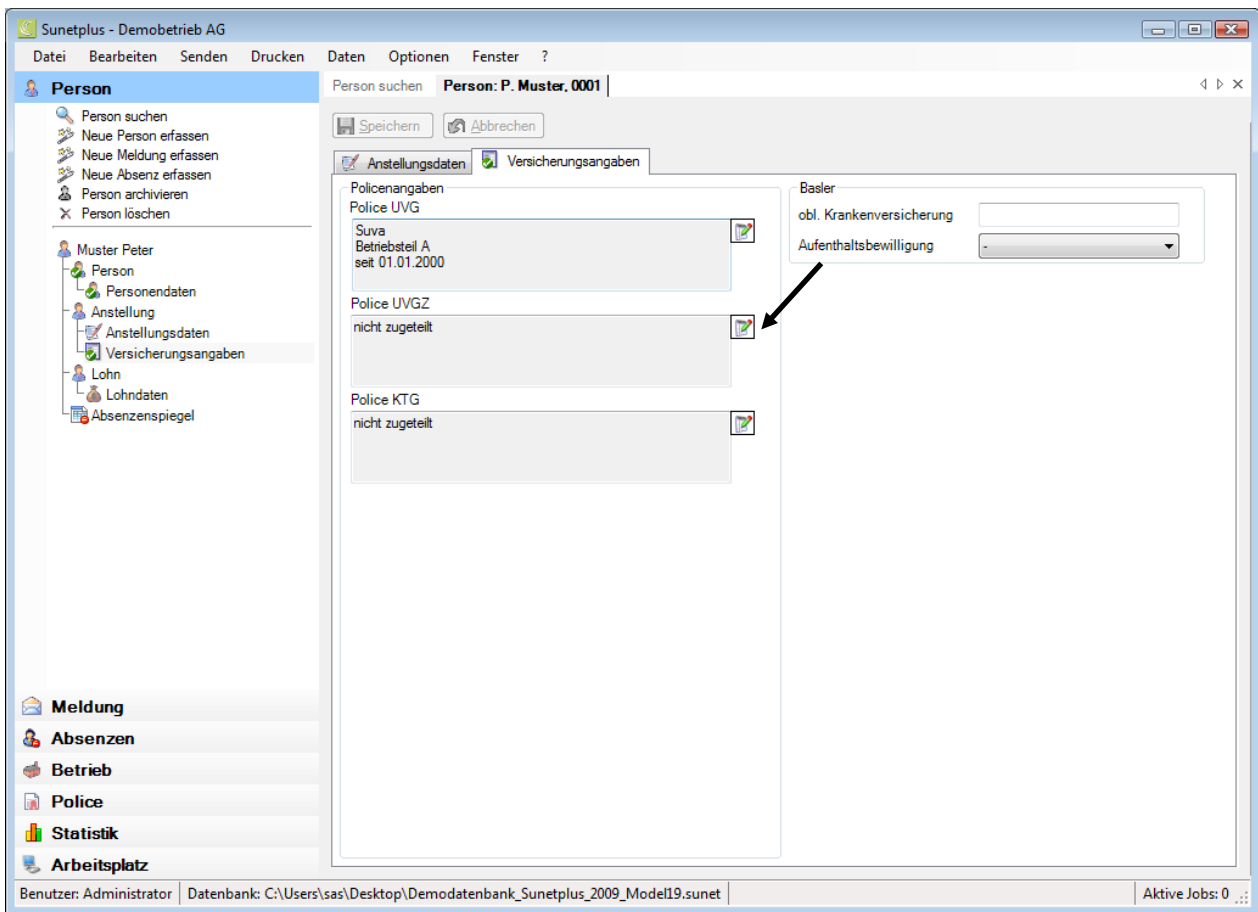 Sunetplus - Demobetrieb AG
Datei Bearbeiten Senden Drucken Daten Optionen Fenster ?
Person
Person suchen
Neue Person erfassen
Neue Meldung erfassen
Neue Absenz erfassen
Person archivieren
Person löschen
Muster Peter
Person
Personendaten
Anstellung
Anstellungsdaten
Versicherungsangaben
Lohn
Lohndaten
Absenzenspiegel
Meldung
Absenzen
Betrieb
Police
Statistik
Arbeitsplatz
Person suchen Person: P. Muster, 0001
Speichern Abbrechen
Anstellungsdaten Versicherungsangaben
Policenangaben
Police UVG
Suva
Betriebsteil A
seit 01.01.2000
Police UVGZ
nicht zugeteilt
Police KTG
nicht zugeteilt
Basler
obl. Krankenversicherung
Aufenthaltsbewilligung -
Benutzer: Administrator Datenbank: C:\Users\sas\Desktop\Demodatenbank_Sunetplus_2009_Model19.sunet Aktive Jobs: 0